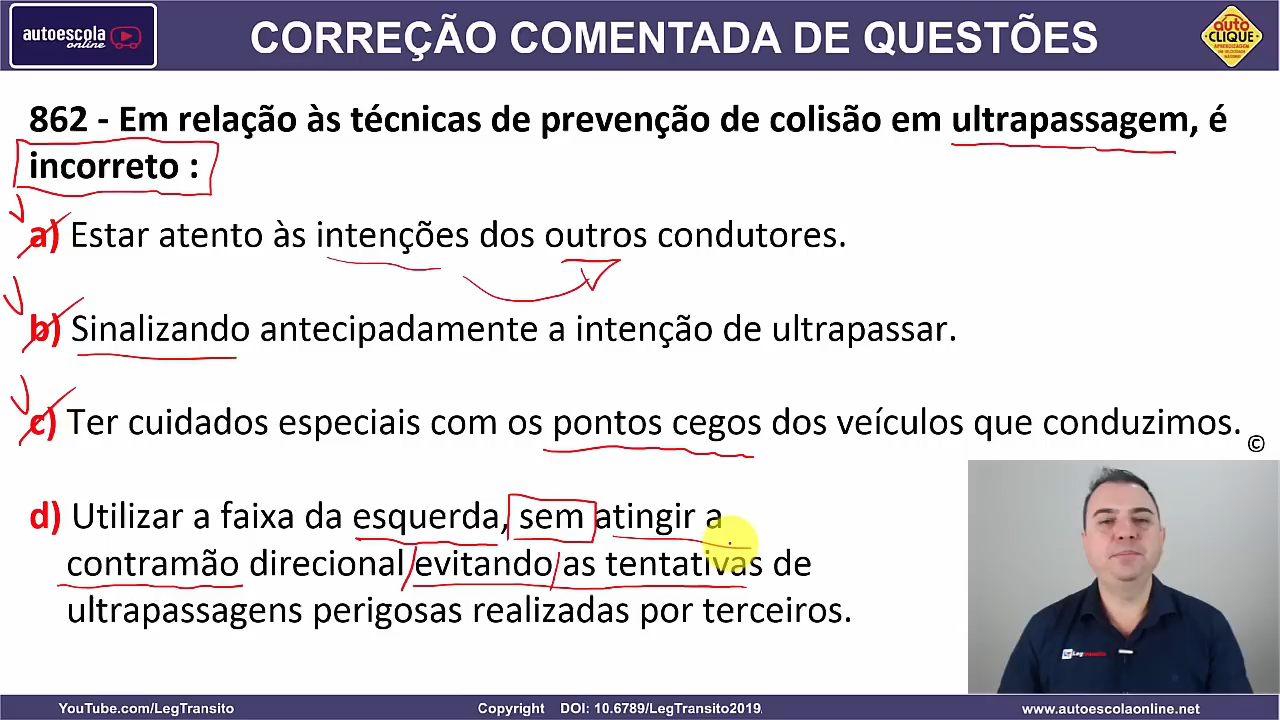 autoescola
online
CORREÇÃO COMENTADA DE QUESTÕES
auto
CLIQUE
862 - Em relação às técnicas de prevenção de colisão em ultrapassagem, é
incorreto :
a) Estar atento às intenções dos outros condutores.
b) Sinalizando antecipadamente a intenção de ultrapassar.
c) Ter cuidados especiais com os pontos cegos dos veículos que conduzimos.
©
d) Utilizar a faixa da esquerda, sem atingir a
contramão direcional evitando as tentativas de
ultrapassagens perigosas realizadas por terceiros.
LegTransito
YouTube.com/LegTransito
Copyright DOI: 10.6789/LegTransito2019.
www.autoescolaonline.net